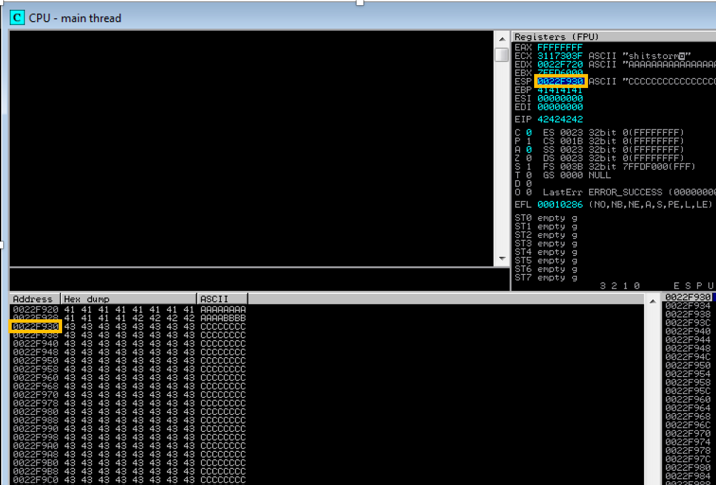 C CPU - main thread
Registers (FPU)
EAX FFFFFFFF
ECX 3117303F ASCII "shitstorm
EDX 0022F720 ASCII "AAAAAAAAAAAAAAA
EBX 7FFD6000
ESP 0022F930 ASCII "CCCCCCCCCCCCCCC
EBP 41414141
ESI 00000000
EDI 00000000
EIP 42424242
C 0 ES 0023 32bit 0(FFFFFFFF)
P 1 CS 001B 32bit 0(FFFFFFFF)
A 0 SS 0023 32bit 0(FFFFFFFF)
Z 0 DS 0023 32bit 0(FFFFFFFF)
S 1 FS 003B 32bit 7FFDF000(FFF)
T 0 GS 0000 NULL
D 0
O 0 LastErr ERROR_SUCCESS (0000000
EFL 00010286 (NO,NB,NE,A,S,PE,L,LE)
ST0 empty g
ST1 empty g
ST2 empty g
ST3 empty g
ST4 empty g
ST5 empty g
ST6 empty g
ST7 empty g
3 2 1 0 E S P U
Address Hex dump ASCII
0022F920 41 41 41 41 41 41 41 41 AAAAAAAA
0022F928 41 41 41 41 42 42 42 42 AAAABBBB
0022F930 43 43 43 43 43 43 43 43 CCCCCCCC
0022F938 43 43 43 43 43 43 43 43 CCCCCCCC
0022F940 43 43 43 43 43 43 43 43 CCCCCCCC
0022F948 43 43 43 43 43 43 43 43 CCCCCCCC
0022F950 43 43 43 43 43 43 43 43 CCCCCCCC
0022F958 43 43 43 43 43 43 43 43 CCCCCCCC
0022F960 43 43 43 43 43 43 43 43 CCCCCCCC
0022F968 43 43 43 43 43 43 43 43 CCCCCCCC
0022F970 43 43 43 43 43 43 43 43 CCCCCCCC
0022F978 43 43 43 43 43 43 43 43 CCCCCCCC
0022F980 43 43 43 43 43 43 43 43 CCCCCCCC
0022F988 43 43 43 43 43 43 43 43 CCCCCCCC
0022F990 43 43 43 43 43 43 43 43 CCCCCCCC
0022F998 43 43 43 43 43 43 43 43 CCCCCCCC
0022F9A0 43 43 43 43 43 43 43 43 CCCCCCCC
0022F9A8 43 43 43 43 43 43 43 43 CCCCCCCC
0022F9B0 43 43 43 43 43 43 43 43 CCCCCCCC
0022F9B8 43 43 43 43 43 43 43 43 CCCCCCCC
0022F9C0 43 43 43 43 43 43 43 43 CCCCCCCC
0022F930
0022F934
0022F938
0022F93C
0022F940
0022F944
0022F948
0022F94C
0022F950
0022F954
0022F958
0022F95C
0022F960
0022F964
0022F968
0022F96C
0022F970
0022F974
0022F978
0022F97C
0022F980
0022F984